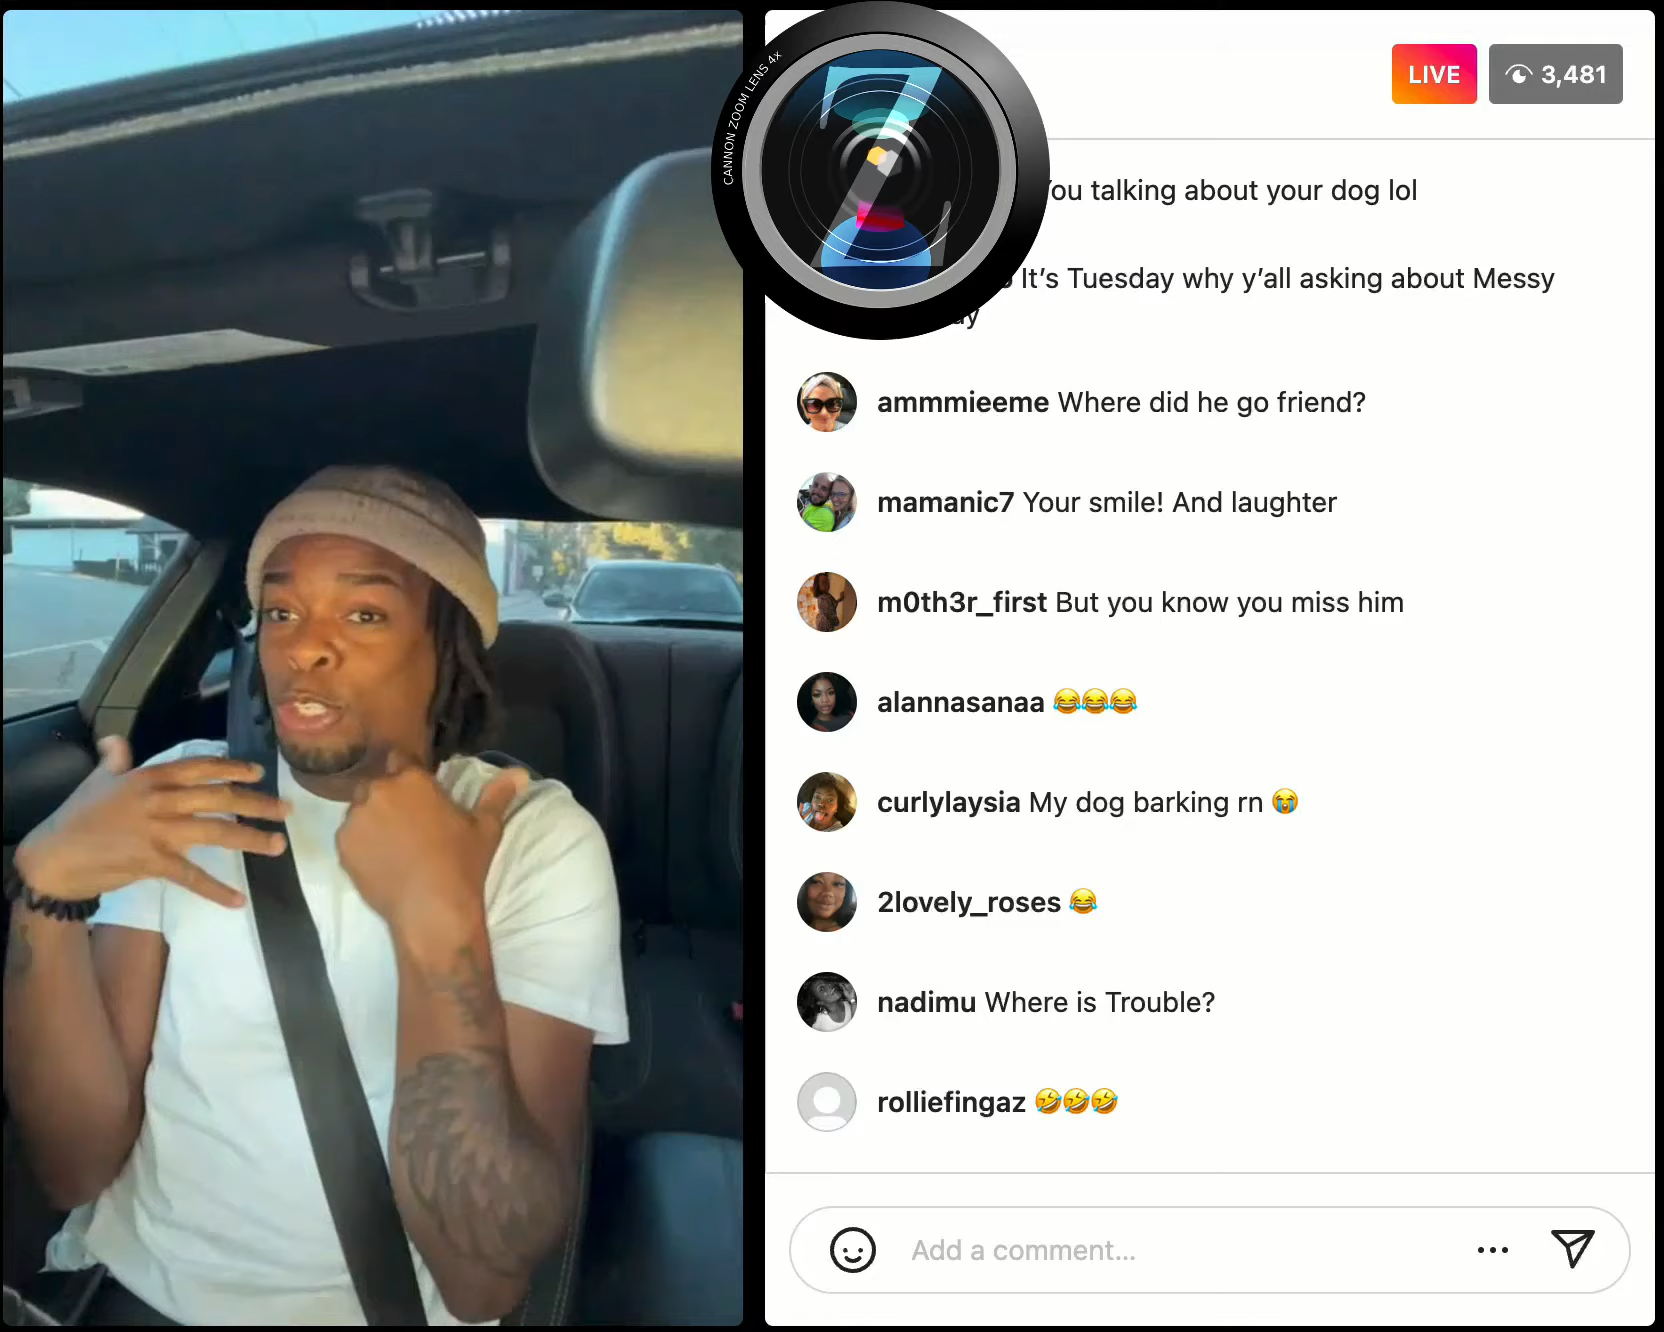 CANNON ZOOM LENS 4x
Z
LIVE 3,481
ou talking about your dog lol
It’s Tuesday why y’all asking about Messy
ammmieeme Where did he go friend?
mamanic7 Your smile! And laughter
m0th3r_first But you know you miss him
alannasanaa 😂😂😂
curlylaysia My dog barking rn 😭
2lovely_roses 😂
nadimu Where is Trouble?
rolliefingaz 🤣🤣🤣
Add a comment...